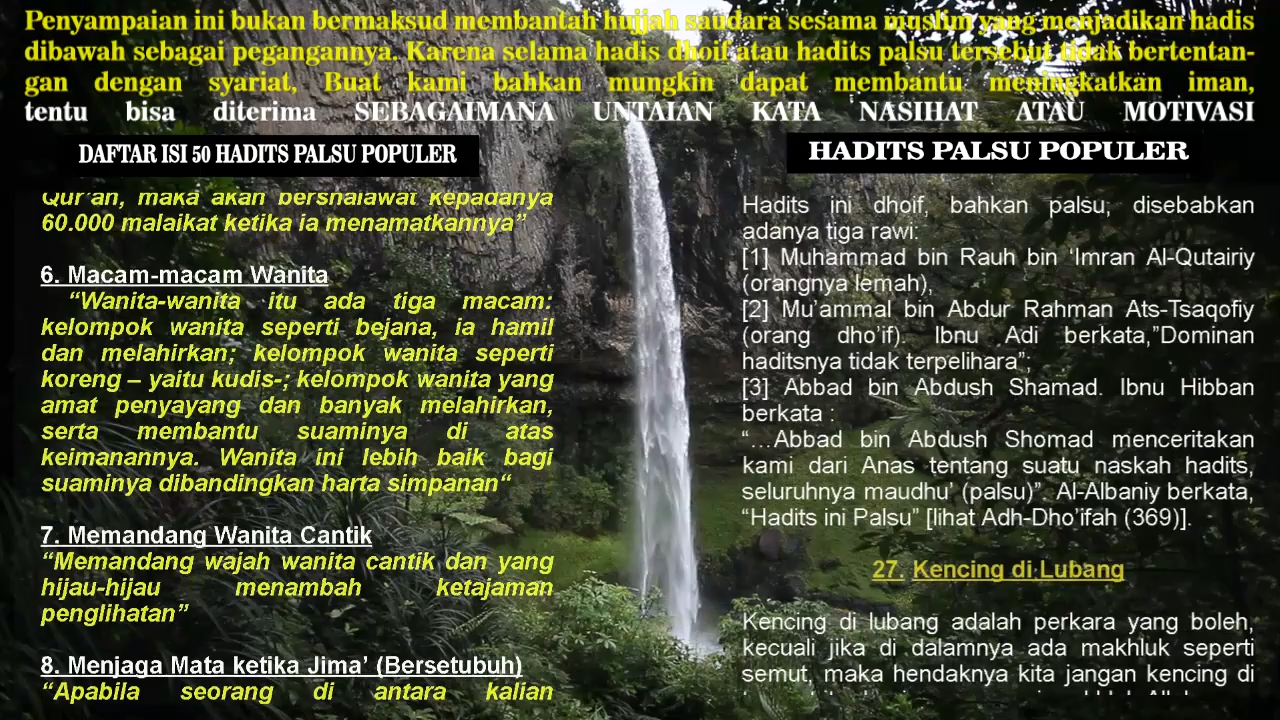 Penyampaian ini bukan bermaksud membantah hujjah saudara sesama muslim yang menjadikan hadis
dibawah sebagai pegangannya. Karena selama hadis dhoif atau hadits palsu tersebut tidak bertentan-
gan dengan syariat, Buat kami bahkan mungkin dapat membantu meningkatkan iman,
tentu bisa diterima SEBAGAIMANA UNTAIAN KATA NASIHAT ATAU MOTIVASI
DAFTAR ISI 50 HADITS PALSU POPULER
Qur'an, maka akan bershalawat kepadanya
60.000 malaikat ketika ia menamatkannya”
6. Macam-macam Wanita
“Wanita-wanita itu ada tiga macam:
kelompok wanita seperti bejana, ia hamil
dan melahirkan; kelompok wanita seperti
koreng – yaitu kudis-; kelompok wanita yang
amat penyayang dan banyak melahirkan,
serta membantu suaminya di atas
keimanannya. Wanita ini lebih baik bagi
suaminya dibandingkan harta simpanan“
7. Memandang Wanita Cantik
“Memandang wajah wanita cantik dan yang
hijau-hijau menambah ketajaman
penglihatan”
8. Menjaga Mata ketika Jima’ (Bersetubuh)
“Apabila seorang di antara kalian
HADITS PALSU POPULER
Hadits ini dhoif, bahkan palsu; disebabkan
adanya tiga rawi:
[1] Muhammad bin Rauh bin ‘Imran Al-Qutairiy
(orangnya lemah),
[2] Mu’ammal bin Abdur Rahman Ats-Tsaqofiy
(orang dho’if). Ibnu Adi berkata,”Dominan
haditsnya tidak terpelihara”;
[3] Abbad bin Abdush Shamad. Ibnu Hibban
berkata :
“…Abbad bin Abdush Shomad menceritakan
kami dari Anas tentang suatu naskah hadits,
seluruhnya maudhu’ (palsu)”. Al-Albaniy berkata,
“Hadits ini Palsu” [lihat Adh-Dho’ifah (369)].
27. Kencing di Lubang
Kencing di lubang adalah perkara yang boleh,
kecuali jika di dalamnya ada makhluk seperti
semut, maka hendaknya kita jangan kencing di